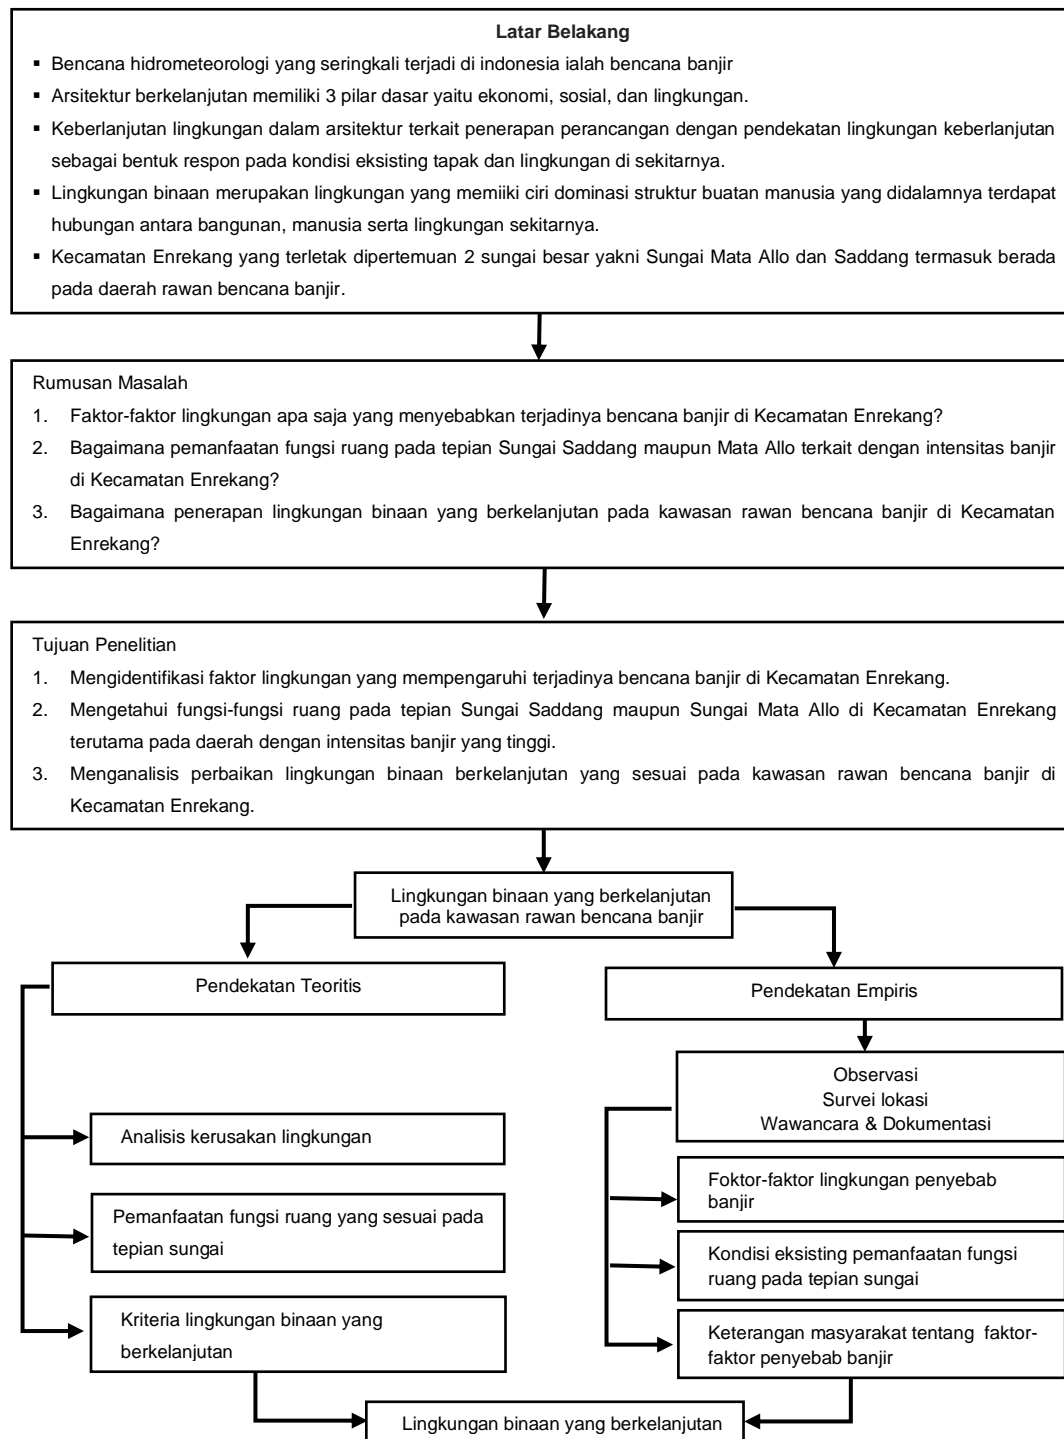 Latar Belakang
▪ Bencana hidrometeorologi yang seringkali terjadi di indonesia ialah bencana banjir
▪ Arsitektur berkelanjutan memiliki 3 pilar dasar yaitu ekonomi, sosial, dan lingkungan.
▪ Keberlanjutan lingkungan dalam arsitektur terkait penerapan perancangan dengan pendekatan lingkungan keberlanjutan
sebagai bentuk respon pada kondisi eksisting tapak dan lingkungan di sekitarnya.
▪ Lingkungan binaan merupakan lingkungan yang memiiki ciri dominasi struktur buatan manusia yang didalamnya terdapat
hubungan antara bangunan, manusia serta lingkungan sekitarnya.
▪ Kecamatan Enrekang yang terletak dipertemuan 2 sungai besar yakni Sungai Mata Allo dan Saddang termasuk berada
pada daerah rawan bencana banjir.
Rumusan Masalah
1. Faktor-faktor lingkungan apa saja yang menyebabkan terjadinya bencana banjir di Kecamatan Enrekang?
2. Bagaimana pemanfaatan fungsi ruang pada tepian Sungai Saddang maupun Mata Allo terkait dengan intensitas banjir
di Kecamatan Enrekang?
3. Bagaimana penerapan lingkungan binaan yang berkelanjutan pada kawasan rawan bencana banjir di Kecamatan
Enrekang?
Tujuan Penelitian
1. Mengidentifikasi faktor lingkungan yang mempengaruhi terjadinya bencana banjir di Kecamatan Enrekang.
2. Mengetahui fungsi-fungsi ruang pada tepian Sungai Saddang maupun Sungai Mata Allo di Kecamatan Enrekang
terutama pada daerah dengan intensitas banjir yang tinggi.
3. Menganalisis perbaikan lingkungan binaan berkelanjutan yang sesuai pada kawasan rawan bencana banjir di
Kecamatan Enrekang.
Lingkungan binaan yang berkelanjutan
pada kawasan rawan bencana banjir
Pendekatan Teoritis
Analisis kerusakan lingkungan
Pemanfaatan fungsi ruang yang sesuai pada
tepian sungai
Kriteria lingkungan binaan yang
berkelanjutan
Pendekatan Empiris
Observasi
Survei lokasi
Wawancara & Dokumentasi
Foktor-faktor lingkungan penyebab
banjir
Kondisi eksisting pemanfaatan fungsi
ruang pada tepian sungai
Keterangan masyarakat tentang faktor-
faktor penyebab banjir
Lingkungan binaan yang berkelanjutan